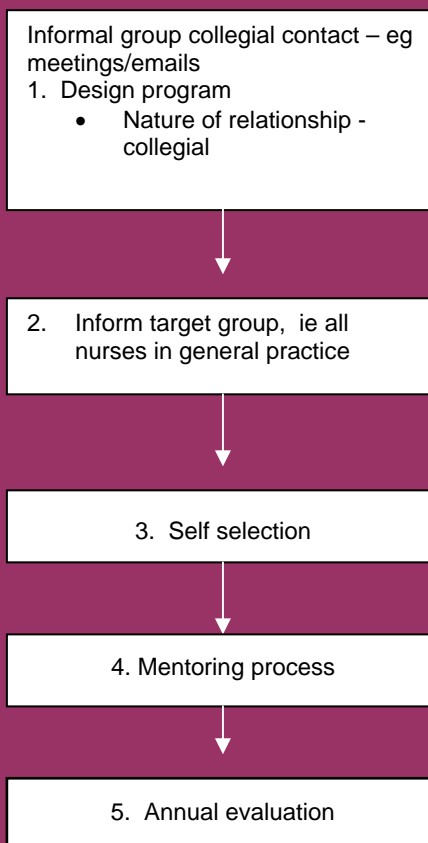 Informal group collegial contact – eg
meetings/emails
1. Design program
• Nature of relationship -
collegial
2. Inform target group, ie all
nurses in general practice
3. Self selection
4. Mentoring process
5. Annual evaluation